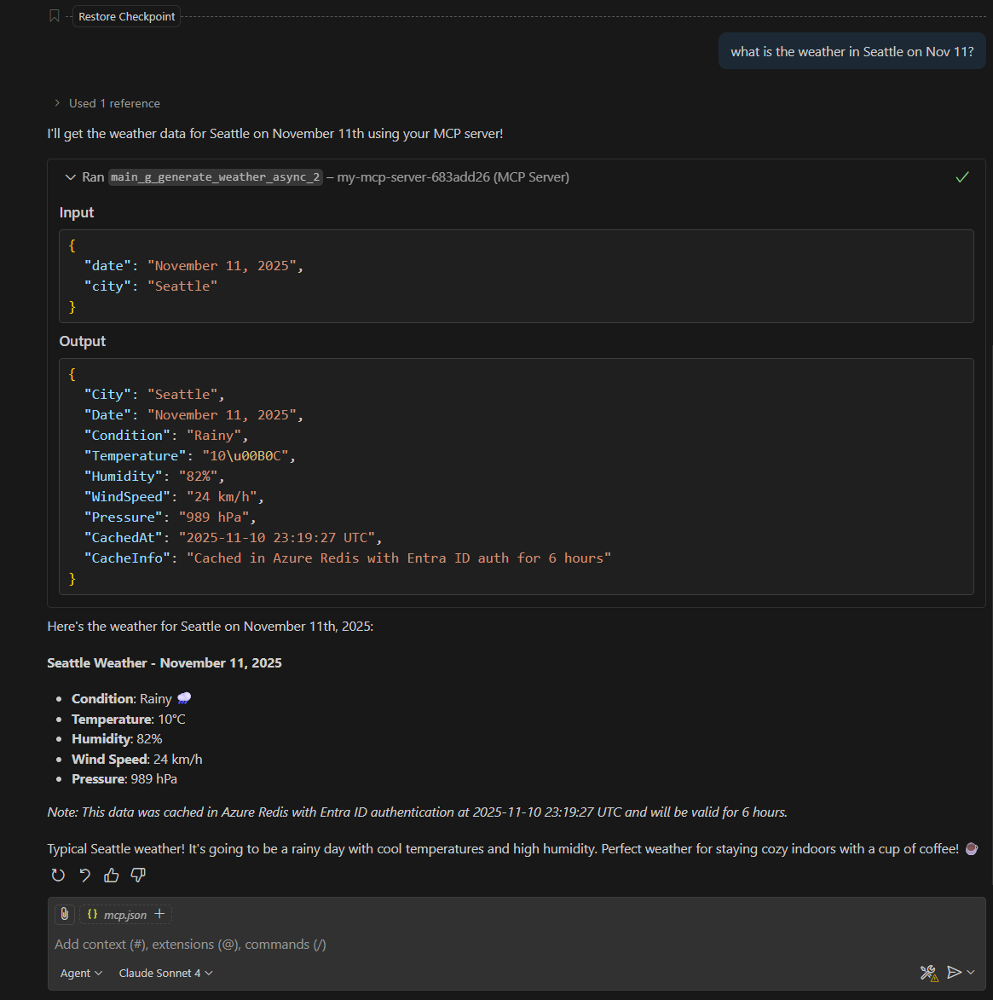 Restore Checkpoint
what is the weather in Seattle on Nov 11?
Used 1 reference
I'll get the weather data for Seattle on November 11th using your MCP server!
Ran main_g_generate_weather_async_2 – my-mcp-server-683add26 (MCP Server)
Input
{
"date": "November 11, 2025",
"city": "Seattle"
}
Output
{
"City": "Seattle",
"Date": "November 11, 2025",
"Condition": "Rainy",
"Temperature": "10\u00B0C",
"Humidity": "82%",
"WindSpeed": "24 km/h",
"Pressure": "989 hPa",
"CachedAt": "2025-11-10 23:19:27 UTC",
"CacheInfo": "Cached in Azure Redis with Entra ID auth for 6 hours"
}
Here's the weather for Seattle on November 11th, 2025:
Seattle Weather - November 11, 2025
• Condition: Rainy 🌧️
• Temperature: 10°C
• Humidity: 82%
• Wind Speed: 24 km/h
• Pressure: 989 hPa
Note: This data was cached in Azure Redis with Entra ID authentication at 2025-11-10 23:19:27 UTC and will be valid for 6 hours.
Typical Seattle weather! It's going to be a rainy day with cool temperatures and high humidity. Perfect weather for staying cozy indoors with a cup of coffee! ☕
{} mcp.json +
Add context (#), extensions (@), commands (/)
Agent Claude Sonnet 4